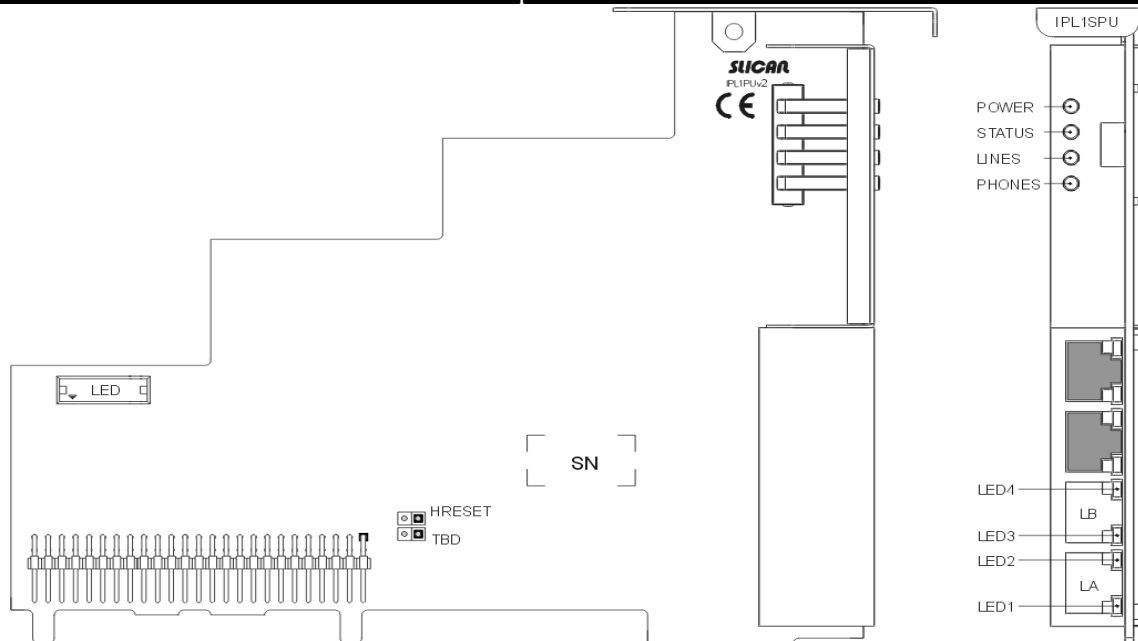 IPL1SPU
SLICAN
IPL1PUv2
CE
POWER
STATUS
LINES
PHONES
LED
SN
HRESET
TBD
LED4
LB
LED3
LED2
LA
LED1